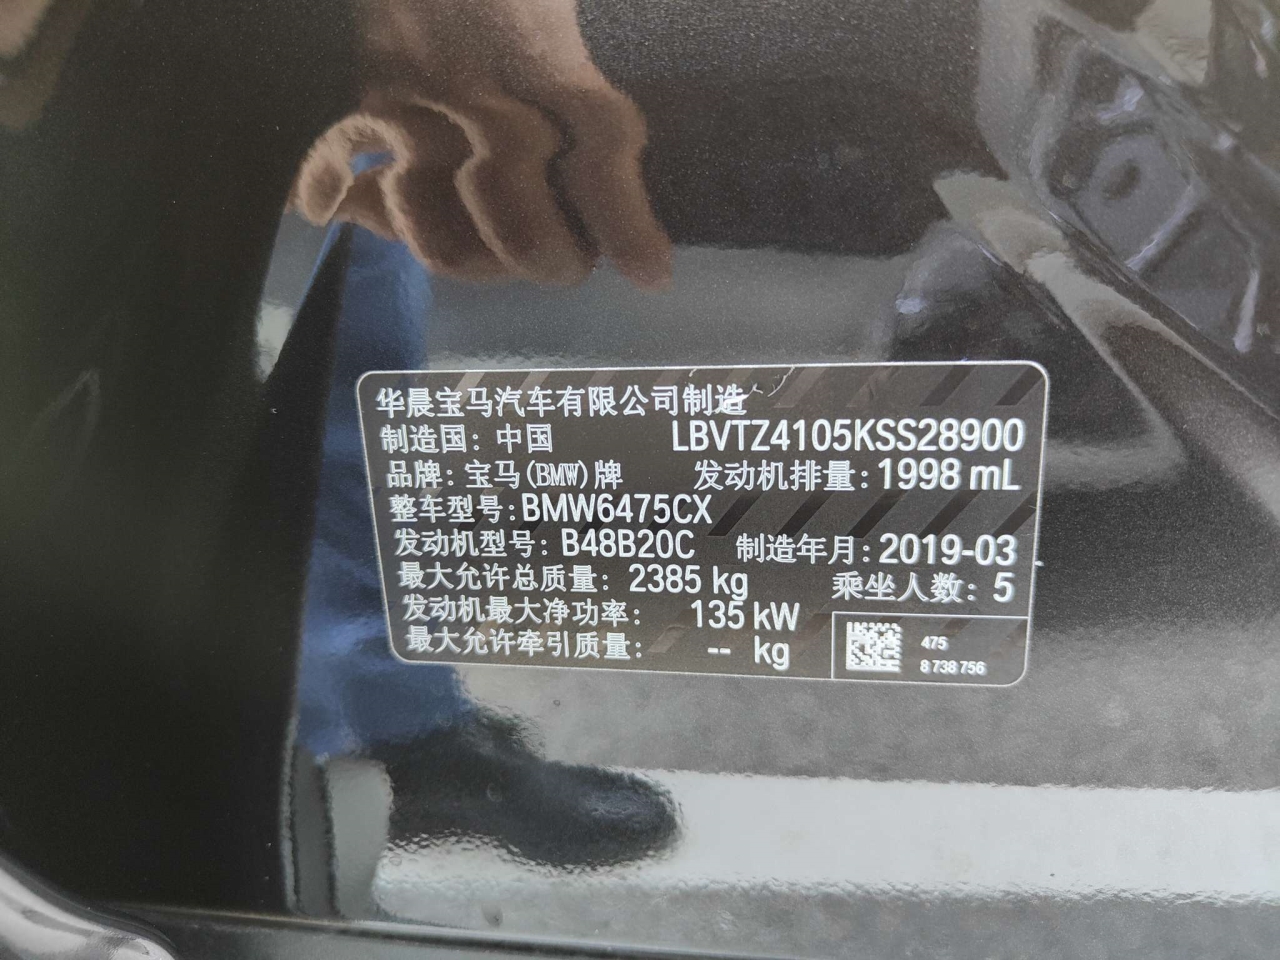 华晨宝马汽车有限公司制造
制造国：中国 LBVTZ4105KSS28900
品牌：宝马(BMW)牌 发动机排量：1998 mL
整车型号：BMW6475CX
发动机型号：B48B20C 制造年月：2019-03
最大允许总质量：2385 kg 乘坐人数：5
发动机最大净功率：135 kW
最大允许牵引质量：-- kg
475
8 738 756